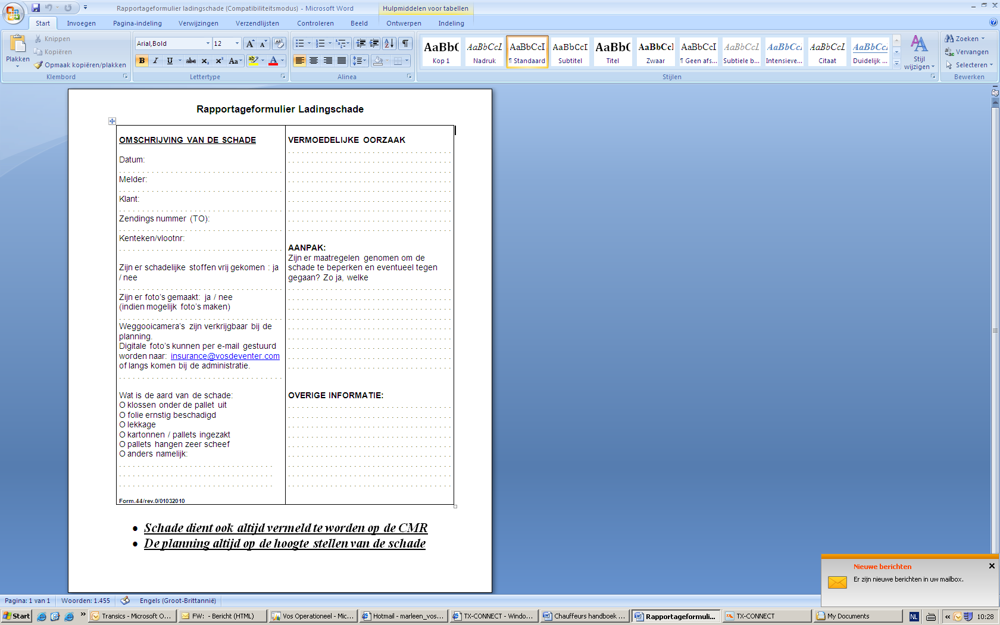 Rapportageformulier ladingschade (Compatibiliteitsmodus) - Microsoft Word
Hulpmiddelen voor tabellen
Start Invoegen Pagina-indeling Verwijzingen Verzendlijsten Controleren Beeld Ontwerpen Indeling
Plakken
Knippen
Kopiëren
Opmaak kopiëren/plakken
Klembord
Arial,Bold 12
Lettertype
Alinea
AaBbC AaBbCcI AaBbCcI AaBbCcI AaBbC AaBbCcI AaBbCcI AaBbCcI AaBbCcI AaBbCcI AaBbCcI
Kop 1 Nadruk ¶ Standaard Subtitel Titel Zwaar ¶ Geen afs... Subtiele b... Intensieve... Citaat Duidelijk ...
Stijl wijzigen
Stijlen
Zoeken
Vervangen
Selecteren
Bewerken
Rapportageformulier Ladingschade
OMSCHRIJVING VAN DE SCHADE
Datum:
Melder:
Klant:
Zendings nummer (TO):
Kenteken/vlootnr:
Zijn er schadelijke stoffen vrij gekomen : ja
/ nee
Zijn er foto's gemaakt: ja / nee
(indien mogelijk foto's maken)
Weggooicamera's zijn verkrijgbaar bij de
planning.
Digitale foto's kunnen per e-mail gestuurd
worden naar: insurance@vosdeventer.com
of langs komen bij de administratie.
Wat is de aard van de schade:
O klossen onder de pallet uit
O folie ernstig beschadigd
O lekkage
O kartonnen / pallets ingezakt
O pallets hangen zeer scheef
O anders namelijk:
Form.44/rev.0/01032010
VERMOEDELIJKE OORZAAK
AANPAK:
Zijn er maatregelen genomen om de
schade te beperken en eventueel tegen
gegaan? Zo ja, welke
OVERIGE INFORMATIE:
• Schade dient ook altijd vermeld te worden op de CMR
• De planning altijd op de hoogte stellen van de schade
Nieuwe berichten
Er zijn nieuwe berichten in uw mailbox.
Pagina: 1 van 1 Woorden: 1.455 Engels (Groot-Brittannië)
Start Transics - Microsoft O... FW: - Bericht (HTML) Vos Operationeel - Mic... Hotmail - marleen_vos... TX-CONNECT - Windo... Chauffeurs handboek ... Rapportageformuli... TX-CONNECT My Documents NL 10:28